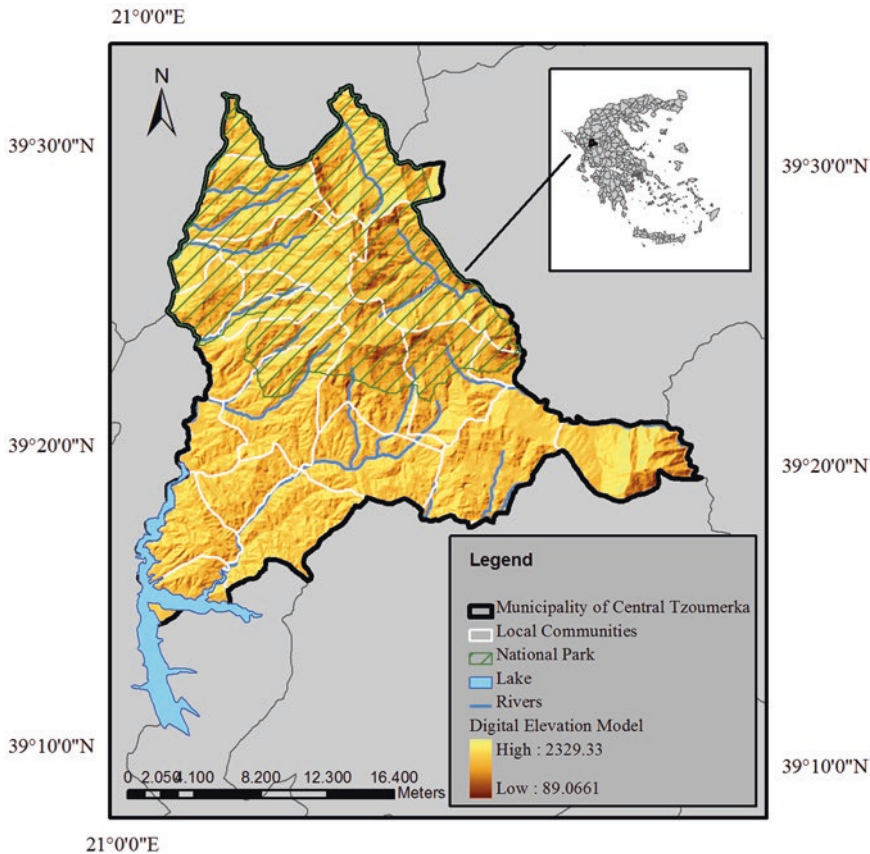 21°0'0"E
N
39°30'0"N
39°30'0"N
39°20'0"N
39°20'0"N
Legend
Municipality of Central Tzoumerka
Local Communities
National Park
Lake
Rivers
Digital Elevation Model
High : 2329.33
Low : 89.0661
39°10'0"N
39°10'0"N
0 2.050 4.100 8.200 12.300 16.400
Meters
21°0'0"E